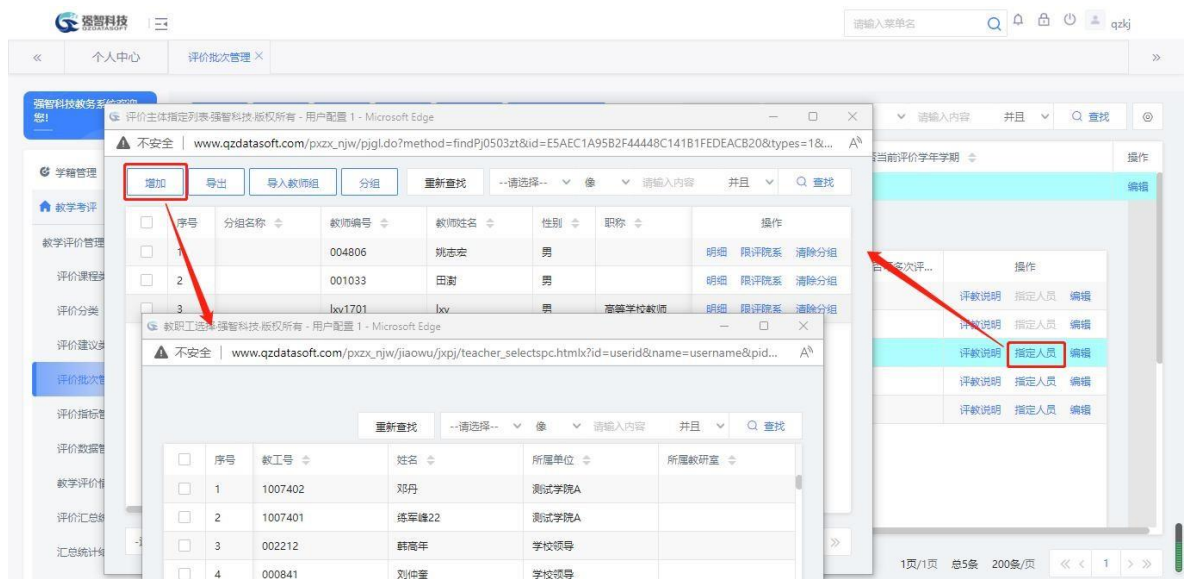 强智科技
QZDATASOFT
请输入菜单名
qzkj
个人中心
评价批次管理
强智科技教务系统欢迎
您!
学籍管理
教学考评
教学评价管理
评价课程类
评价分类
评价建议类
评价批次管
评价指标管
评价数据管
教学评价情
评价汇总统
汇总统计结
请输入内容 并且 查找
当前评价学年学期 操作
编辑
操作
评教说明 指定人员 编辑
评教说明 指定人员 编辑
评教说明 指定人员 编辑
评教说明 指定人员 编辑
评教说明 指定人员 编辑
1页/1页 总5条 200条/页 1
评价主体指定列表-强智科技-版权所有 - 用户配置 1 - Microsoft Edge
不安全 www.qzdatasoft.com/pxzx_njw/pjgl.do?method=findPj0503zt&id=E5AEC1A95B2F44448C141B1FEDEACB20&types=1&...
增加 导出 导入教师组 分组 重新查找 --请选择-- 像 请输入内容 并且 查找
序号 分组名称 教师编号 教师姓名 性别 职称 操作
1 004806 姚志宏 男 明细 限评院系 清除分组
2 001033 田澍 男 明细 限评院系 清除分组
3 lxy1701 lxy 男 高等学校教师 明细 限评院系 清除分组
教职工选择-强智科技-版权所有 - 用户配置 1 - Microsoft Edge
不安全 www.qzdatasoft.com/pxzx_njw/jiaowu/jxpj/teacher_selectspc.htmlx?id=userid&name=username&pid...
重新查找 --请选择-- 像 请输入内容 并且 查找
序号 教工号 姓名 所属单位 所属教研室
1 1007402 邓丹 测试学院A
2 1007401 练军峰22 测试学院A
3 002212 韩高年 学校领导
4 000841 刘仲奎 学校领导